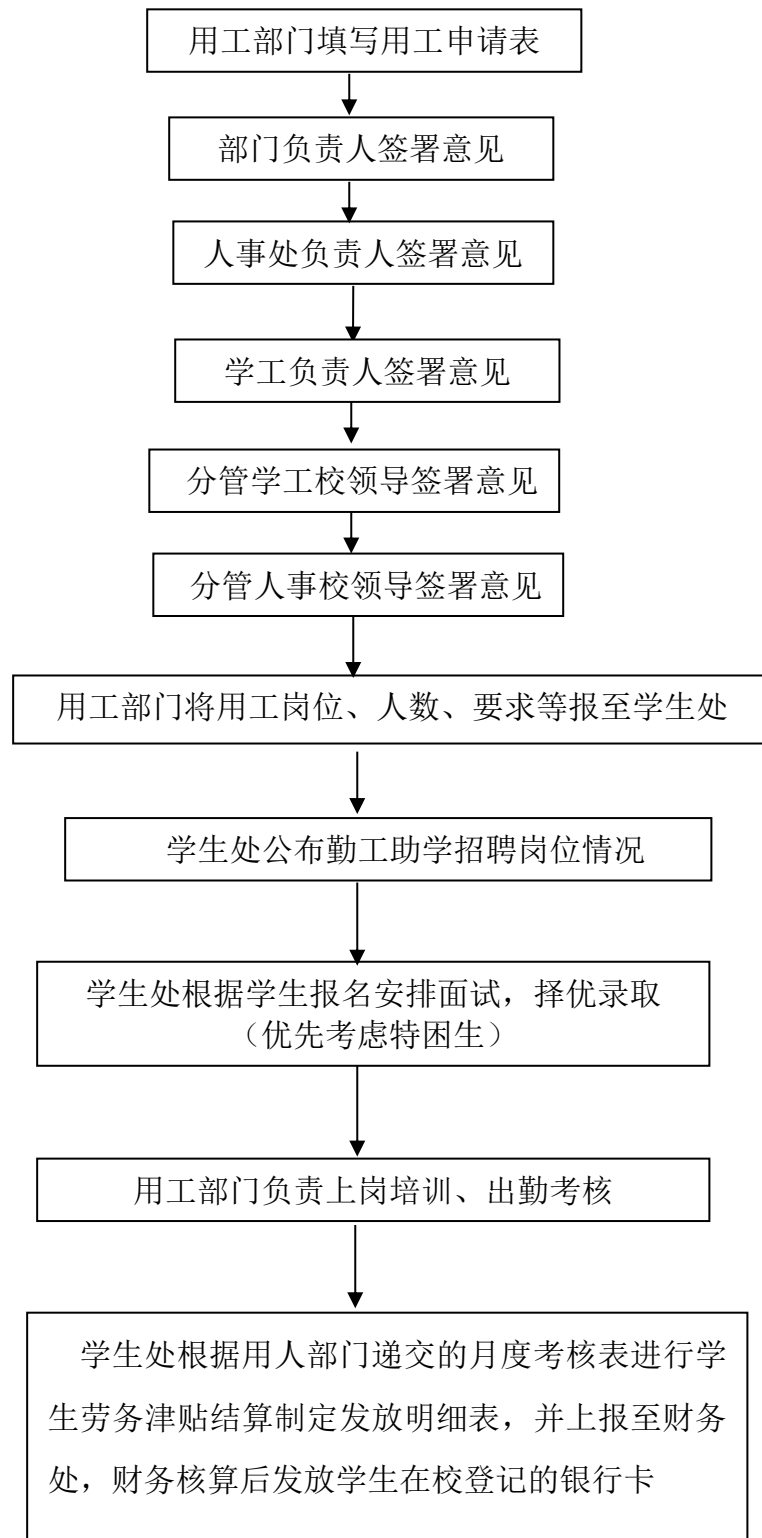 用工部门填写用工申请表
部门负责人签署意见
人事处负责人签署意见
学工负责人签署意见
分管学工校领导签署意见
分管人事校领导签署意见
用工部门将用工岗位、人数、要求等报至学生处
学生处公布勤工助学招聘岗位情况
学生处根据学生报名安排面试，择优录取
（优先考虑特困生）
用工部门负责上岗培训、出勤考核
学生处根据用人部门递交的月度考核表进行学
生劳务津贴结算制定发放明细表，并上报至财务
处，财务核算后发放学生在校登记的银行卡